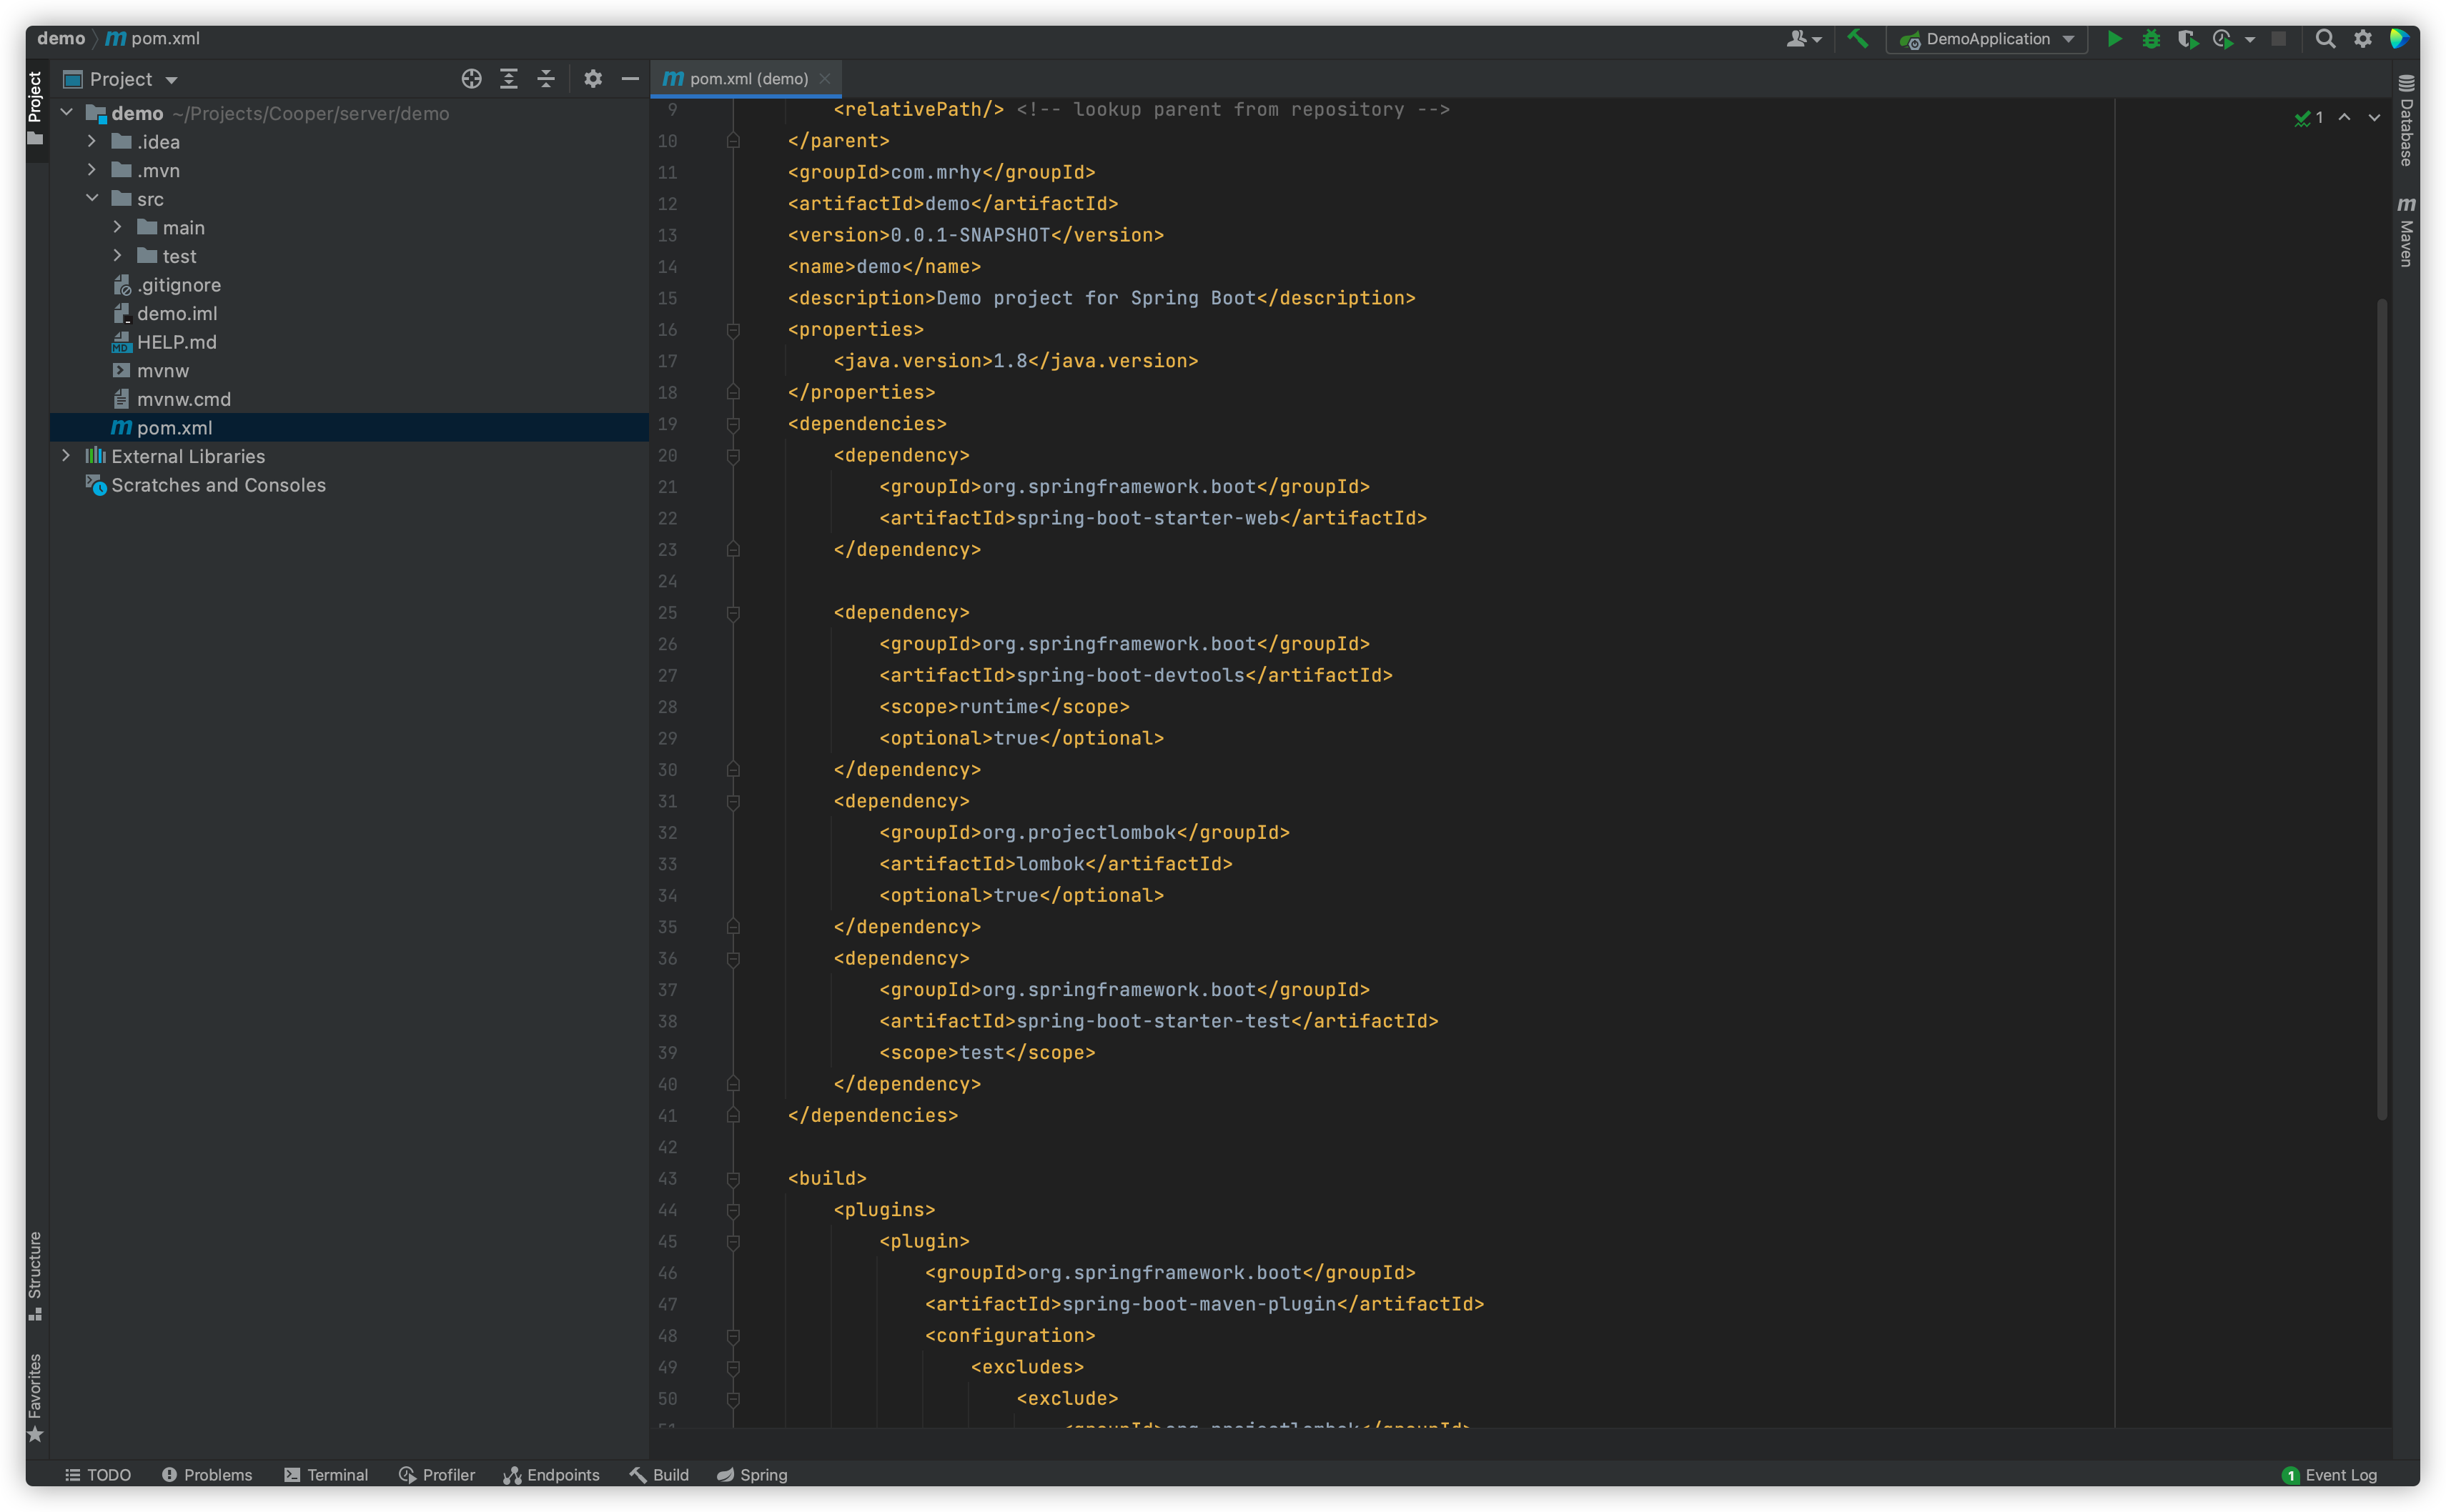 demo
pom.xml
DemoApplication
Project
Project
demo ~/Projects/Cooper/server/demo
.idea
.mvn
src
main
test
.gitignore
demo.iml
HELP.md
mvnw
mvnw.cmd
pom.xml
External Libraries
Scratches and Consoles
Structure
Favorites
pom.xml (demo)
9 <relativePath/> <!-- lookup parent from repository -->
10 </parent>
11 <groupId>com.mrhy</groupId>
12 <artifactId>demo</artifactId>
13 <version>0.0.1-SNAPSHOT</version>
14 <name>demo</name>
15 <description>Demo project for Spring Boot</description>
16 <properties>
17 <java.version>1.8</java.version>
18 </properties>
19 <dependencies>
20 <dependency>
21 <groupId>org.springframework.boot</groupId>
22 <artifactId>spring-boot-starter-web</artifactId>
23 </dependency>
24
25 <dependency>
26 <groupId>org.springframework.boot</groupId>
27 <artifactId>spring-boot-devtools</artifactId>
28 <scope>runtime</scope>
29 <optional>true</optional>
30 </dependency>
31 <dependency>
32 <groupId>org.projectlombok</groupId>
33 <artifactId>lombok</artifactId>
34 <optional>true</optional>
35 </dependency>
36 <dependency>
37 <groupId>org.springframework.boot</groupId>
38 <artifactId>spring-boot-starter-test</artifactId>
39 <scope>test</scope>
40 </dependency>
41 </dependencies>
42
43 <build>
44 <plugins>
45 <plugin>
46 <groupId>org.springframework.boot</groupId>
47 <artifactId>spring-boot-maven-plugin</artifactId>
48 <configuration>
49 <excludes>
50 <exclude>
51 <groupId>org.projectlombok</groupId>
1
Database
m Maven
TODO
Problems
Terminal
Profiler
Endpoints
Build
Spring
1 Event Log